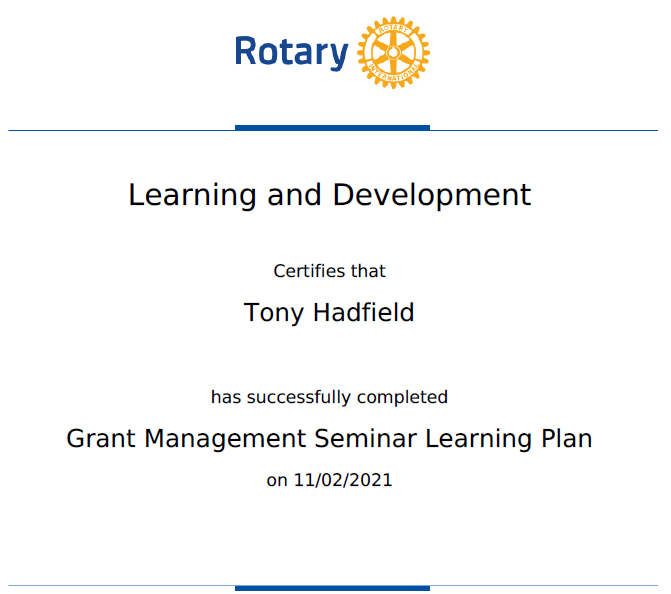 Rotary
ROTARY
INTERNATIONAL
Learning and Development
Certifies that
Tony Hadfield
has successfully completed
Grant Management Seminar Learning Plan
on 11/02/2021